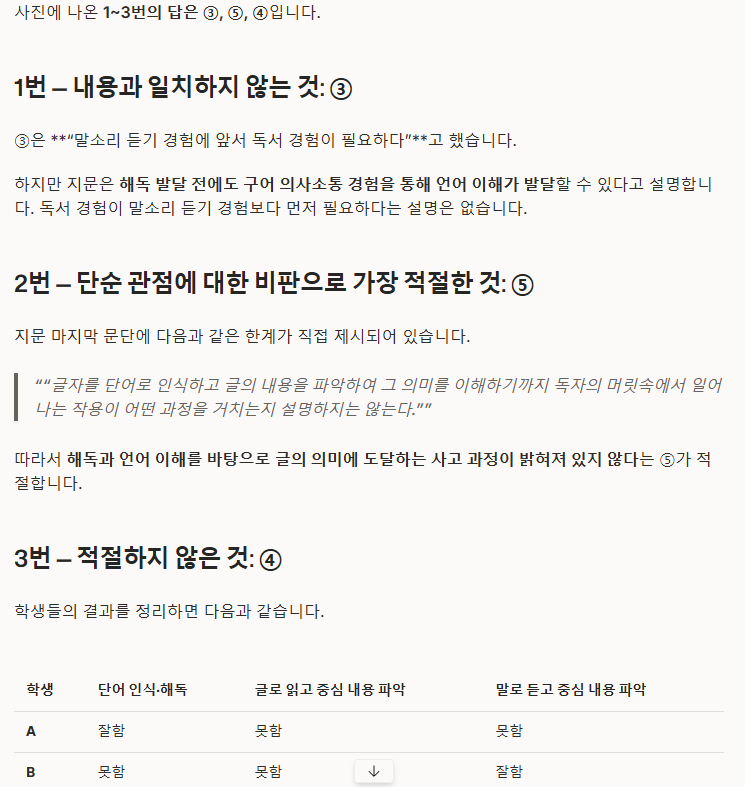 사진에 나온 1~3번의 답은 ③, ⑤, ④입니다.
1번 – 내용과 일치하지 않는 것: ③
③은 **“말소리 듣기 경험에 앞서 독서 경험이 필요하다”**고 했습니다.
하지만 지문은 해독 발달 전에도 구어 의사소통 경험을 통해 언어 이해가 발달할 수 있다고 설명합니
다. 독서 경험이 말소리 듣기 경험보다 먼저 필요하다는 설명은 없습니다.
2번 – 단순 관점에 대한 비판으로 가장 적절한 것: ⑤
지문 마지막 문단에 다음과 같은 한계가 직접 제시되어 있습니다.
““글자를 단어로 인식하고 글의 내용을 파악하여 그 의미를 이해하기까지 독자의 머릿속에서 일어
나는 작용이 어떤 과정을 거치는지 설명하지는 않는다.””
따라서 해독과 언어 이해를 바탕으로 글의 의미에 도달하는 사고 과정이 밝혀져 있지 않다는 ⑤가 적
절합니다.
3번 – 적절하지 않은 것: ④
학생들의 결과를 정리하면 다음과 같습니다.
학생 단어 인식·해독 글로 읽고 중심 내용 파악 말로 듣고 중심 내용 파악
A 잘함 못함 못함
B 못함 못함 잘함